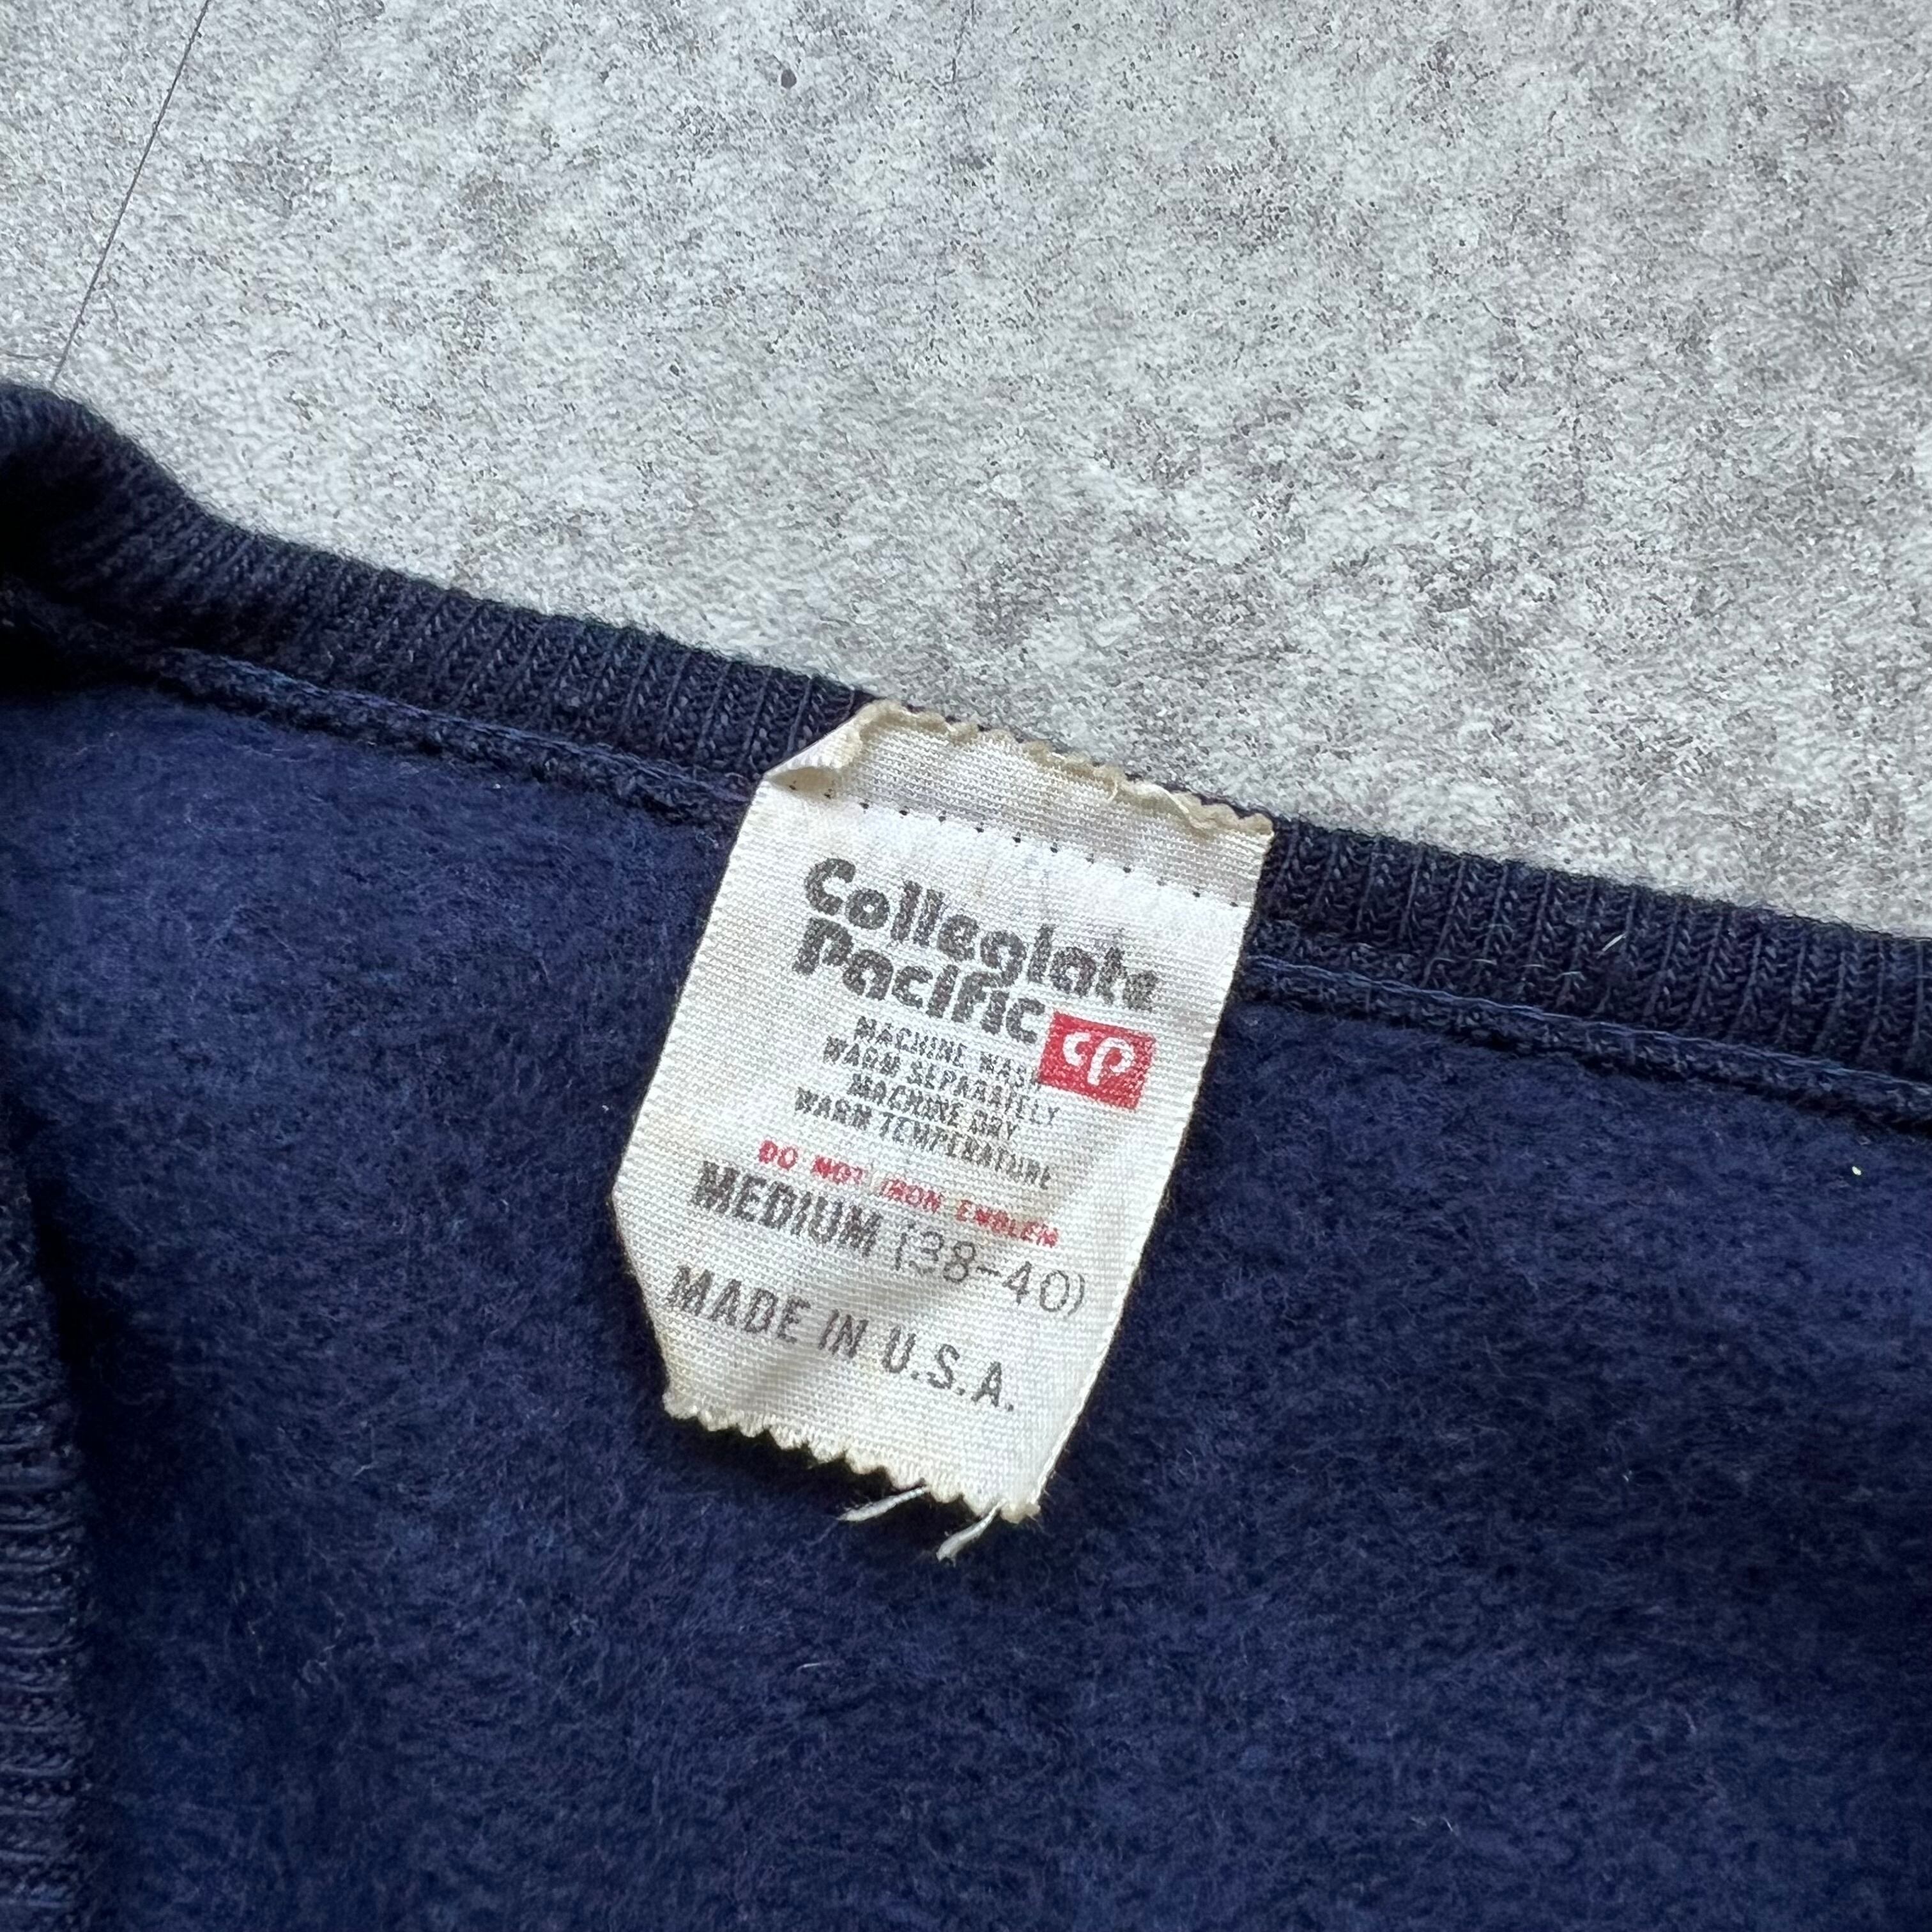 Collegiate
Pacific
cp
MACHINE WASH
WARM SEPARATELY
MACHINE DRY
WARM TEMPERATURE
DO NOT IRON EMBLEM
MEDIUM (38-40)
MADE IN U.S.A.